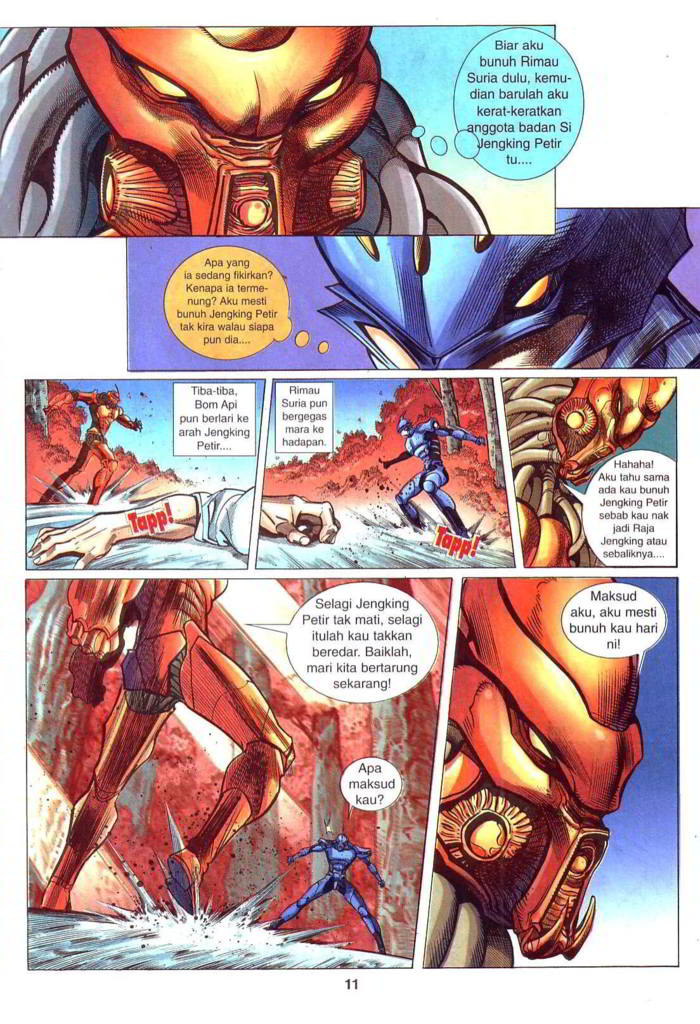 Biar aku
bunuh Rimau
Suria dulu, kemu-
dian barulah aku
kerat-keratkan
anggota badan Si
Jengking Petir
tu....
Apa yang
ia sedang fikirkan?
Kenapa ia terme-
nung? Aku mesti
bunuh Jengking Petir
tak kira walau siapa
pun dia....
Tiba-tiba,
Bom Api
pun berlari ke
arah Jengking
Petir....
Tapp!
Rimau
Suria pun
bergegas
mara ke
hadapan.
Tapp!
Hahaha!
Aku tahu sama
ada kau bunuh
Jengking Petir
sebab kau nak
jadi Raja
Jengking atau
sebaliknya....
Selagi Jengking
Petir tak mati, selagi
itulah kau takkan
beredar. Baiklah,
mari kita bertarung
sekarang!
Apa
maksud
kau?
Maksud
aku, aku mesti
bunuh kau hari
ni!
11